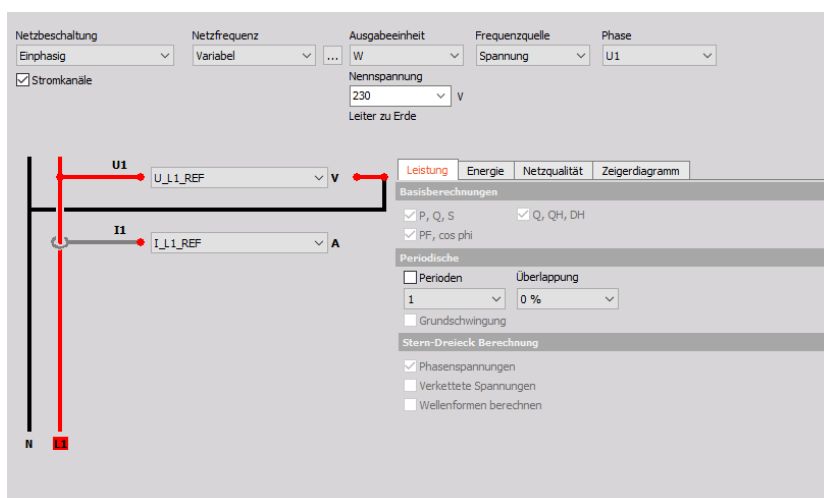 Netzbeschaltung Netzfrequenz Ausgabeeinheit Frequenzquelle Phase
Einphasig Variabel ... W Spannung U1
Stromkanäle Nennspannung
230 V
Leiter zu Erde
U1 U_L1_REF V
Leistung Energie Netzqualität Zeigerdiagramm
Basisberechnungen
P, Q, S Q, QH, DH
PF, cos phi
I1 I_L1_REF A
Periodische
Perioden Überlappung
1 0 %
Grundschwingung
Stern-Dreieck Berechnung
Phasenspannungen
Verkettete Spannungen
Wellenformen berechnen
N L1